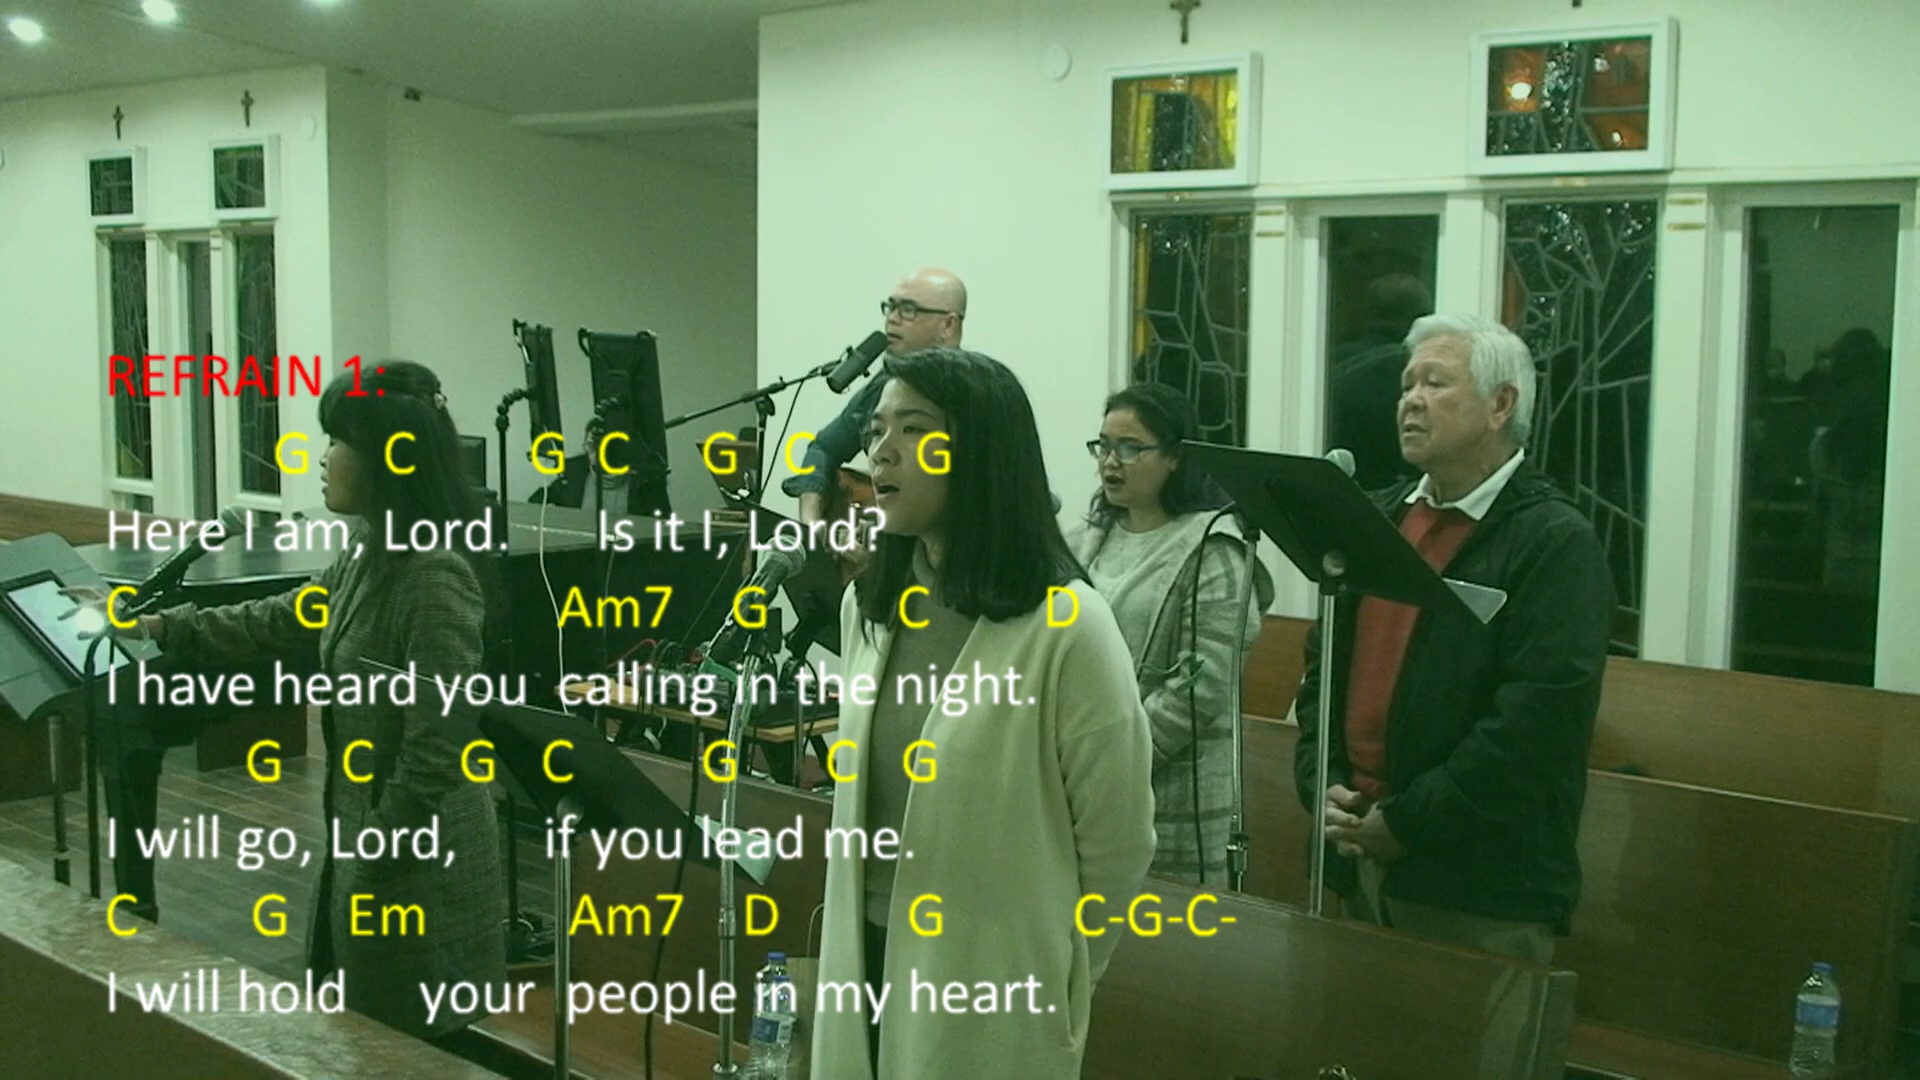 REFRAIN 1:
G C G C G C G
Here I am, Lord. Is it I, Lord?
C G Am7 G C D
I have heard you calling in the night.
G C G C G C G
I will go, Lord, if you lead me.
C G Em Am7 D G C-G-C-
I will hold your people in my heart.